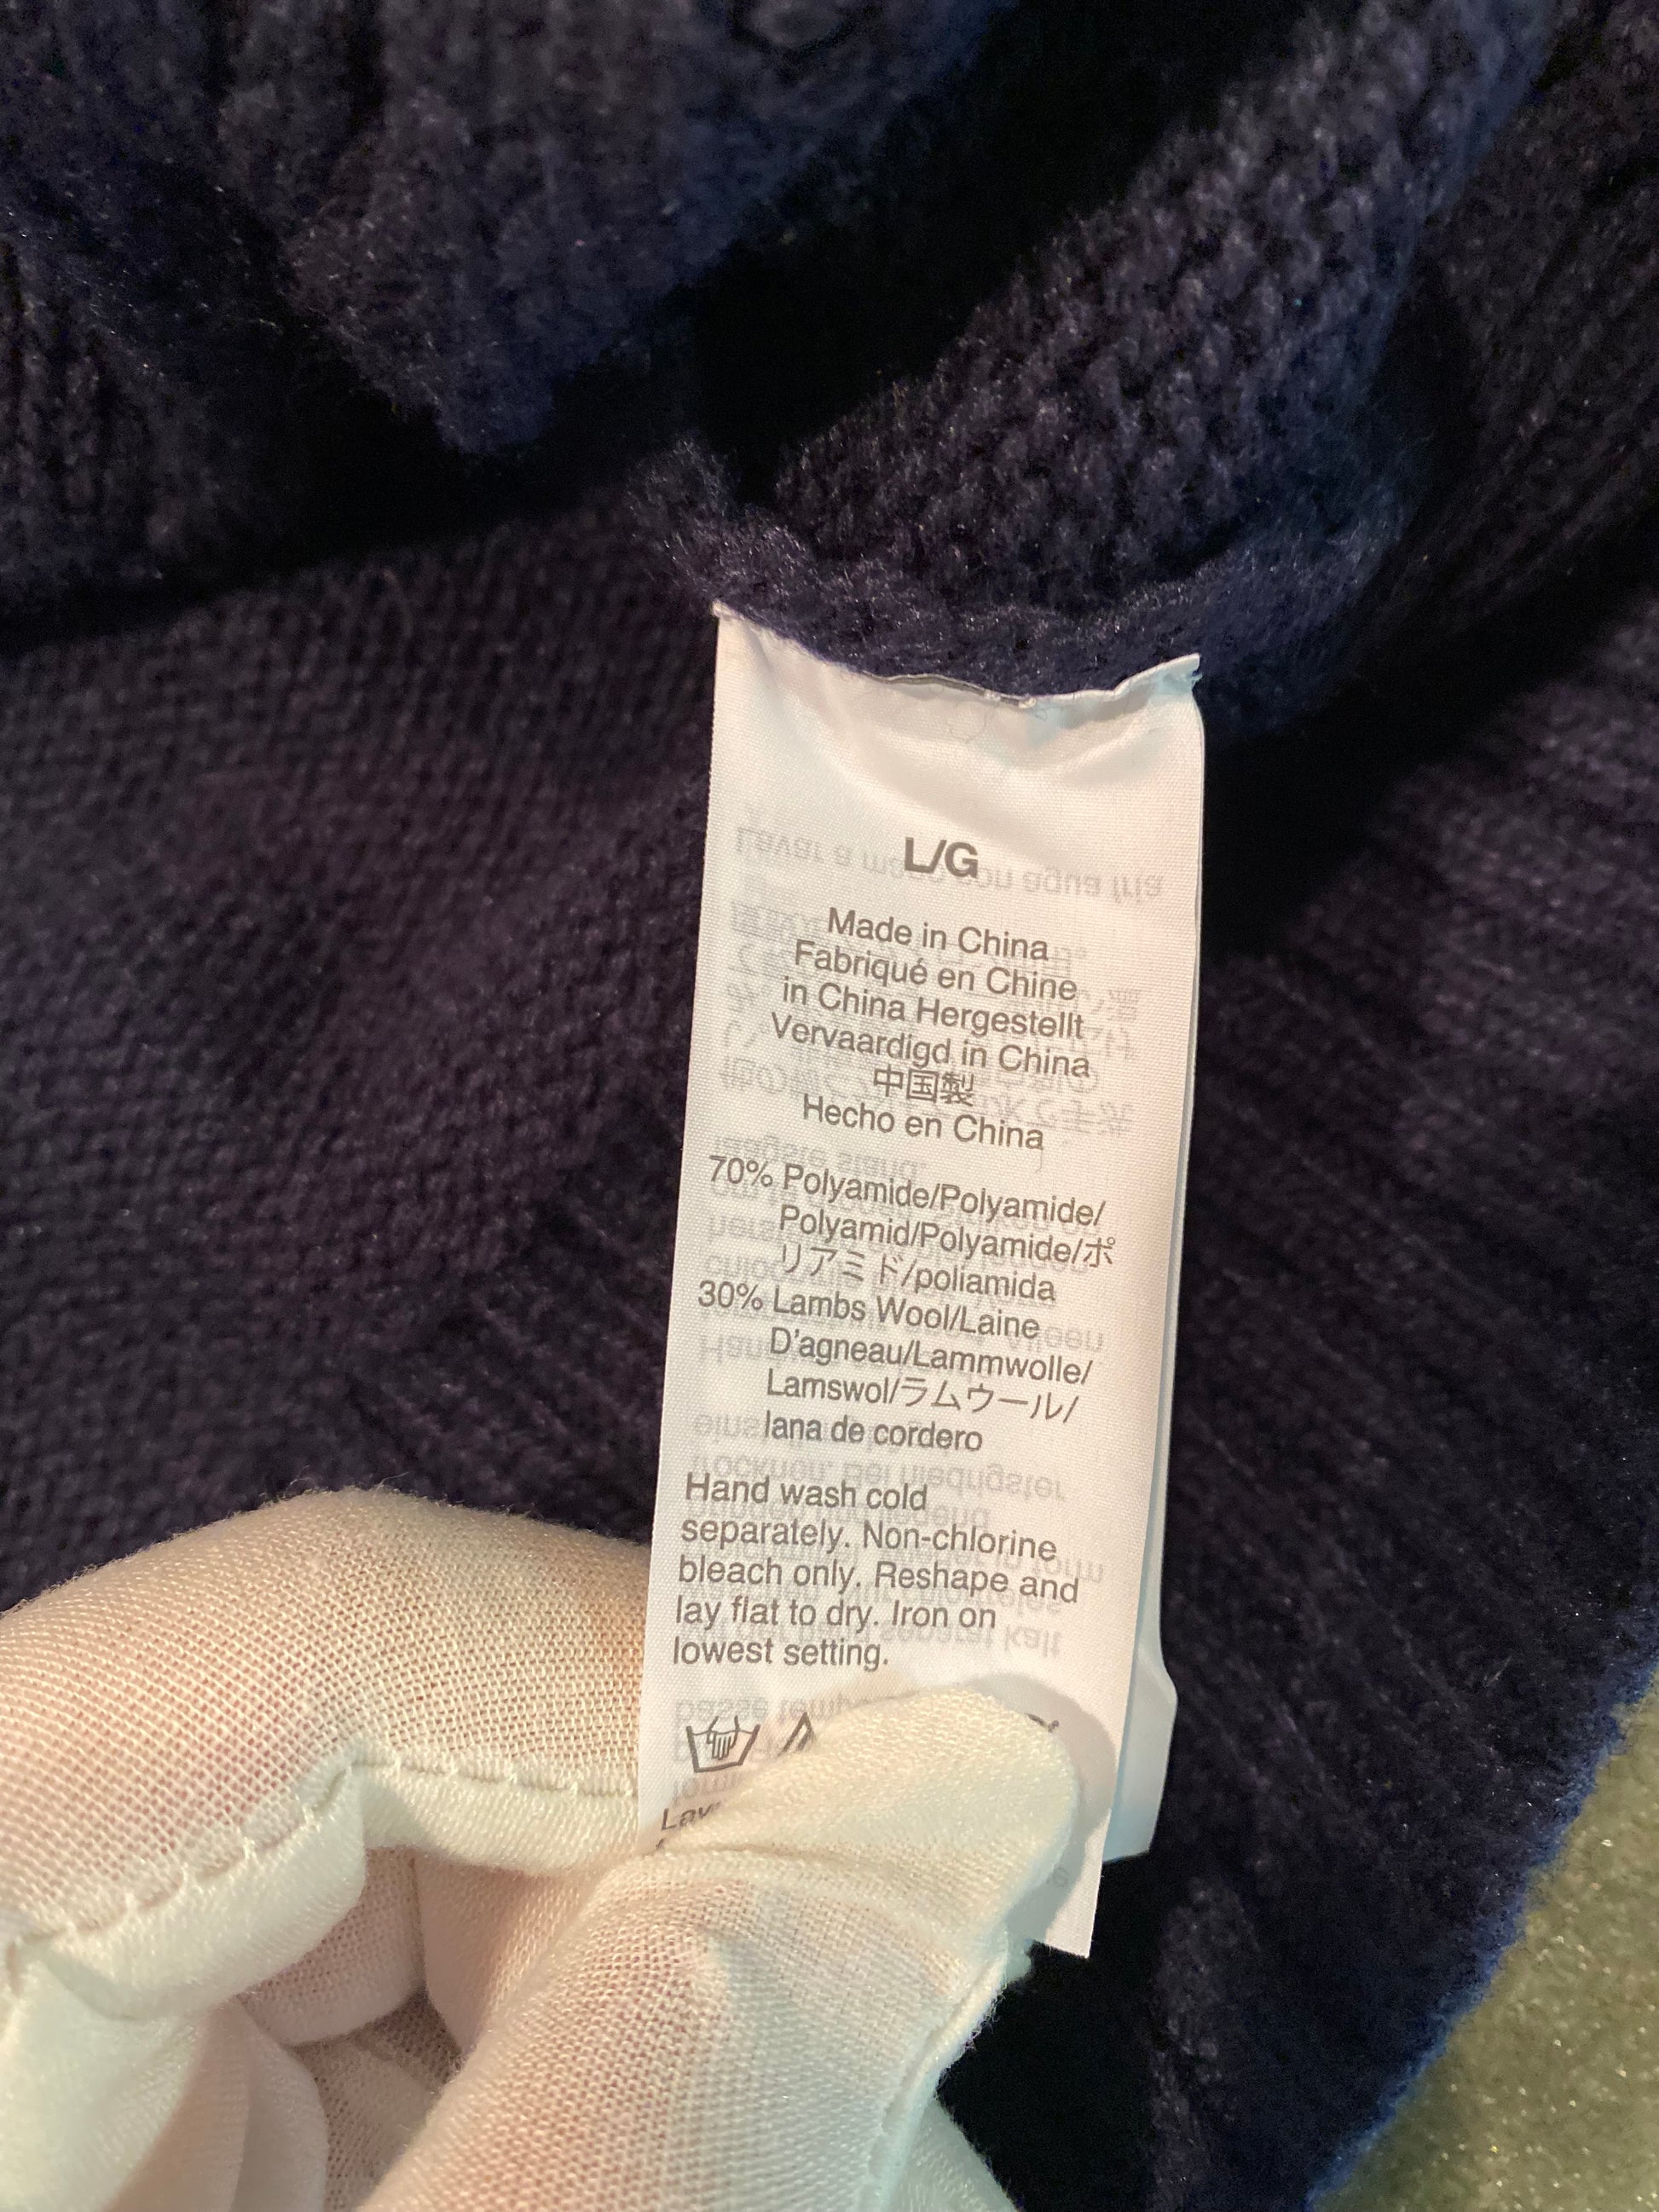 L/G
Made in China
Fabriqué en Chine
in China Hergestellt
Vervaardigd in China
中国製
Hecho en China
70% Polyamide/Polyamide/
Polyamid/Polyamide/ポ
リアミド/poliamida
30% Lambs Wool/Laine
D'agneau/Lammwolle/
Lamswol/ラムウール/
lana de cordero
Hand wash cold
separately. Non-chlorine
bleach only. Reshape and
lay flat to dry. Iron on
lowest setting.